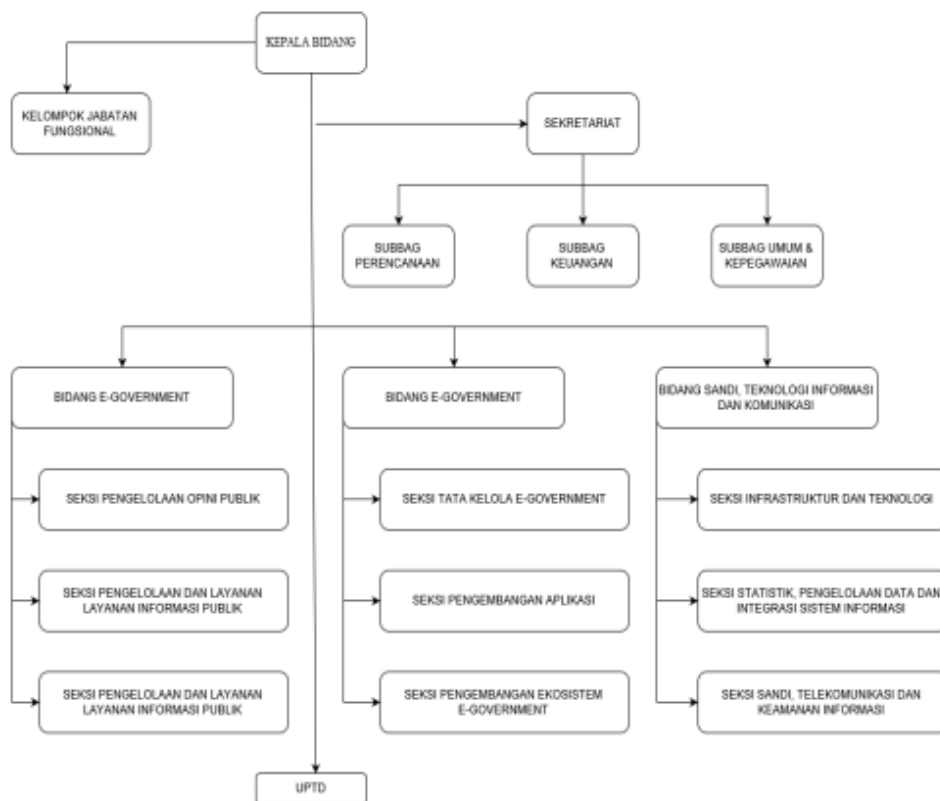 KEPALA BIDANG
KELOMPOK JABATAN
FUNGSIONAL
SEKRETARIAT
SUBBAG
PERENCANAAN
SUBBAG
KEUANGAN
SUBBAG UMUM &
KEPEGAWAIAN
BIDANG E-GOVERNMENT
BIDANG E-GOVERNMENT
BIDANG SANDI, TEKNOLOGI INFORMASI
DAN KOMUNIKASI
SEKSI PENGELOLAAN OPINI PUBLIK
SEKSI TATA KELOLA E-GOVERNMENT
SEKSI INFRASTRUKTUR DAN TEKNOLOGI
SEKSI PENGELOLAAN DAN LAYANAN
LAYANAN INFORMASI PUBLIK
SEKSI PENGEMBANGAN APLIKASI
SEKSI STATISTIK, PENGELOLAAN DATA DAN
INTEGRASI SISTEM INFORMASI
SEKSI PENGELOLAAN DAN LAYANAN
LAYANAN INFORMASI PUBLIK
SEKSI PENGEMBANGAN EKOSISTEM
E-GOVERNMENT
SEKSI SANDI, TELEKOMUNIKASI DAN
KEAMANAN INFORMASI
UPTD